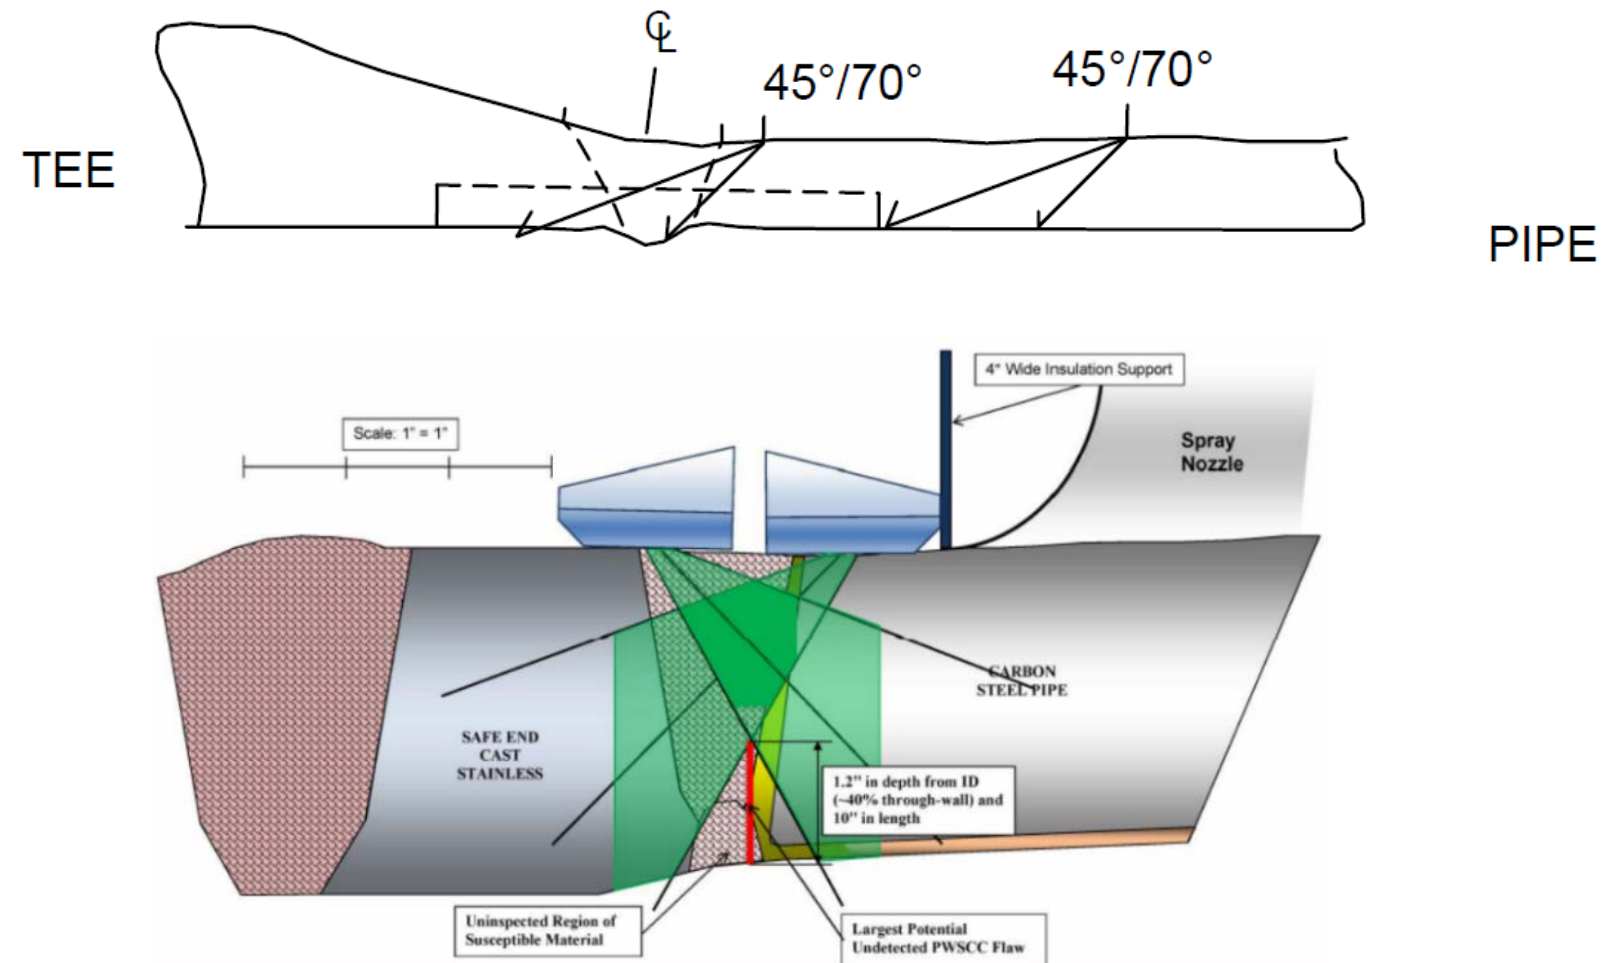 ℄
45°/70°
45°/70°
TEE
PIPE
4" Wide Insulation Support
Scale: 1" = 1"
Spray
Nozzle
CARBON
STEEL PIPE
SAFE END
CAST
STAINLESS
1.2" in depth from ID
(~40% through-wall) and
10" in length
Uninspected Region of
Susceptible Material
Largest Potential
Undetected PWSCC Flaw